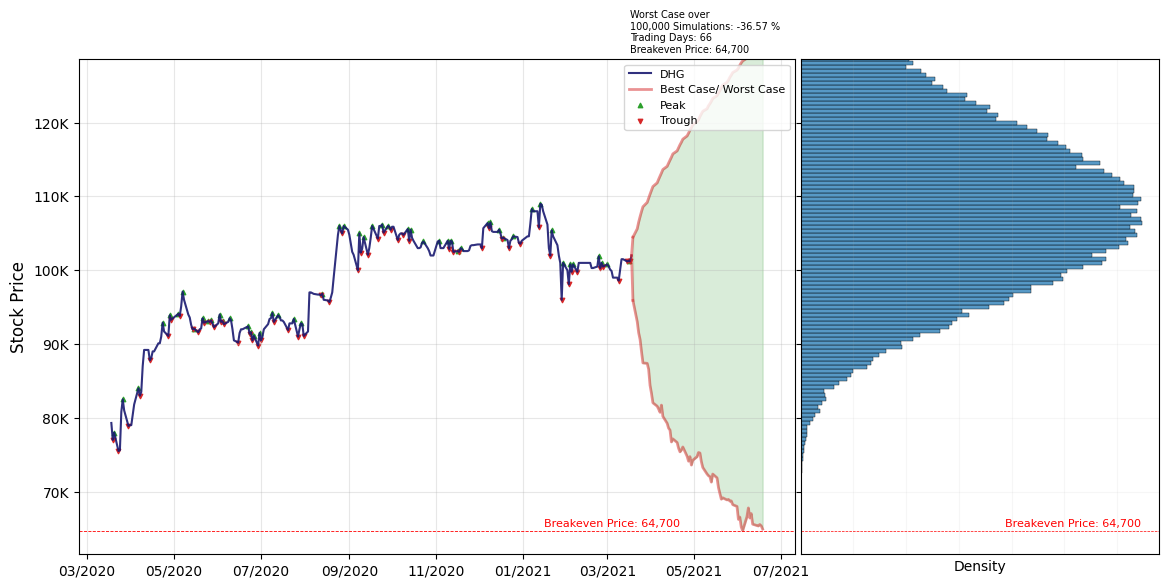 Worst Case over
100,000 Simulations: -36.57 %
Trading Days: 66
Breakeven Price: 64,700
DHG
Best Case/ Worst Case
Peak
Trough
Stock Price
120K
110K
100K
90K
80K
70K
Breakeven Price: 64,700
Breakeven Price: 64,700
03/2020
05/2020
07/2020
09/2020
11/2020
01/2021
03/2021
05/2021
07/2021
Density